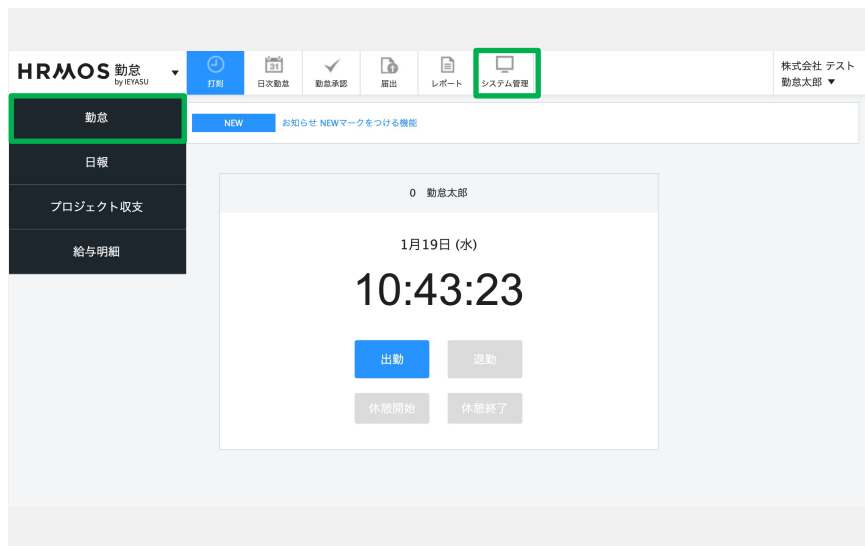 HRMOS 勤怠 ▼
by IEYASU
打刻
31
日次勤怠
勤怠承認
届出
レポート
システム管理
株式会社 テスト
勤怠太郎 ▼
勤怠
日報
プロジェクト収支
給与明細
NEW お知らせ NEWマークをつける機能
0 勤怠太郎
1月19日 (水)
10:43:23
出勤 退勤
休憩開始 休憩終了